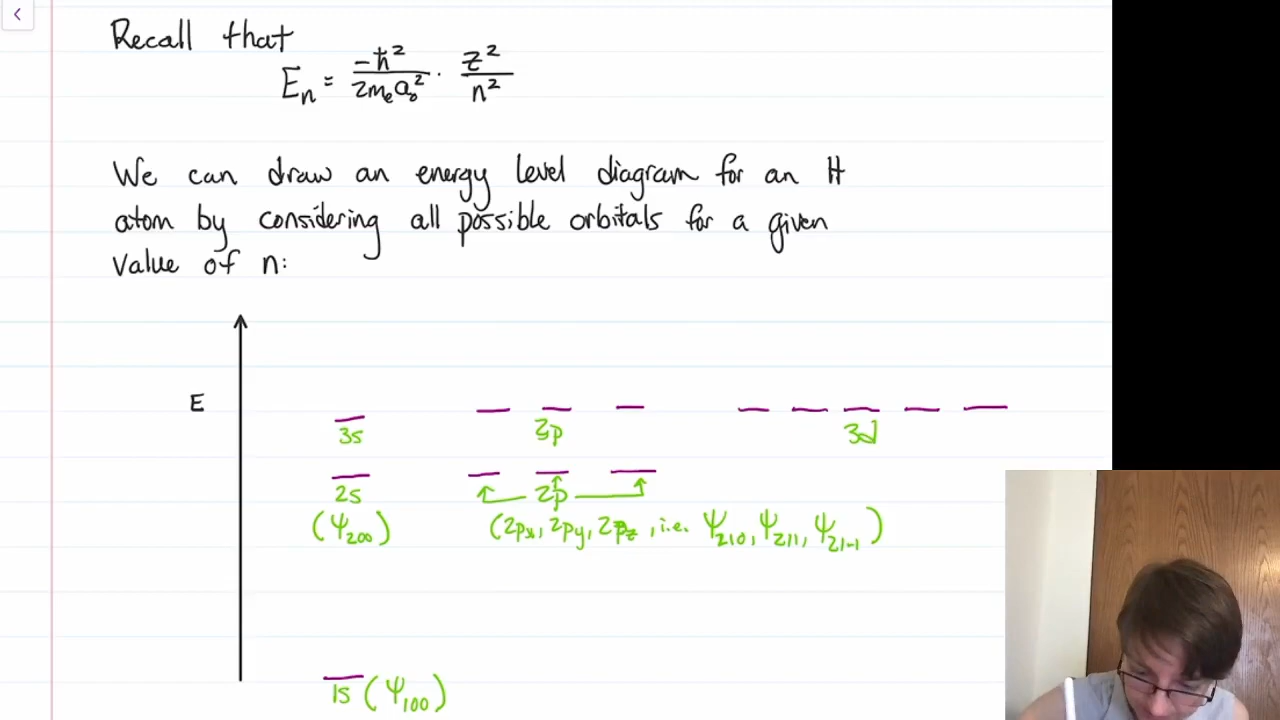 Recall that
Eₙ = -ħ²/2mₑa₀² · Z²/n²
We can draw an energy level diagram for an H
atom by considering all possible orbitals for a given
value of n:
E
3s 3p 3d
2s 2p
(Ψ₂₀₀) (2pₓ, 2py, 2pz, i.e. Ψ₂₁₀, Ψ₂₁₁, Ψ₂₁₋₁)
1s (Ψ₁₀₀)